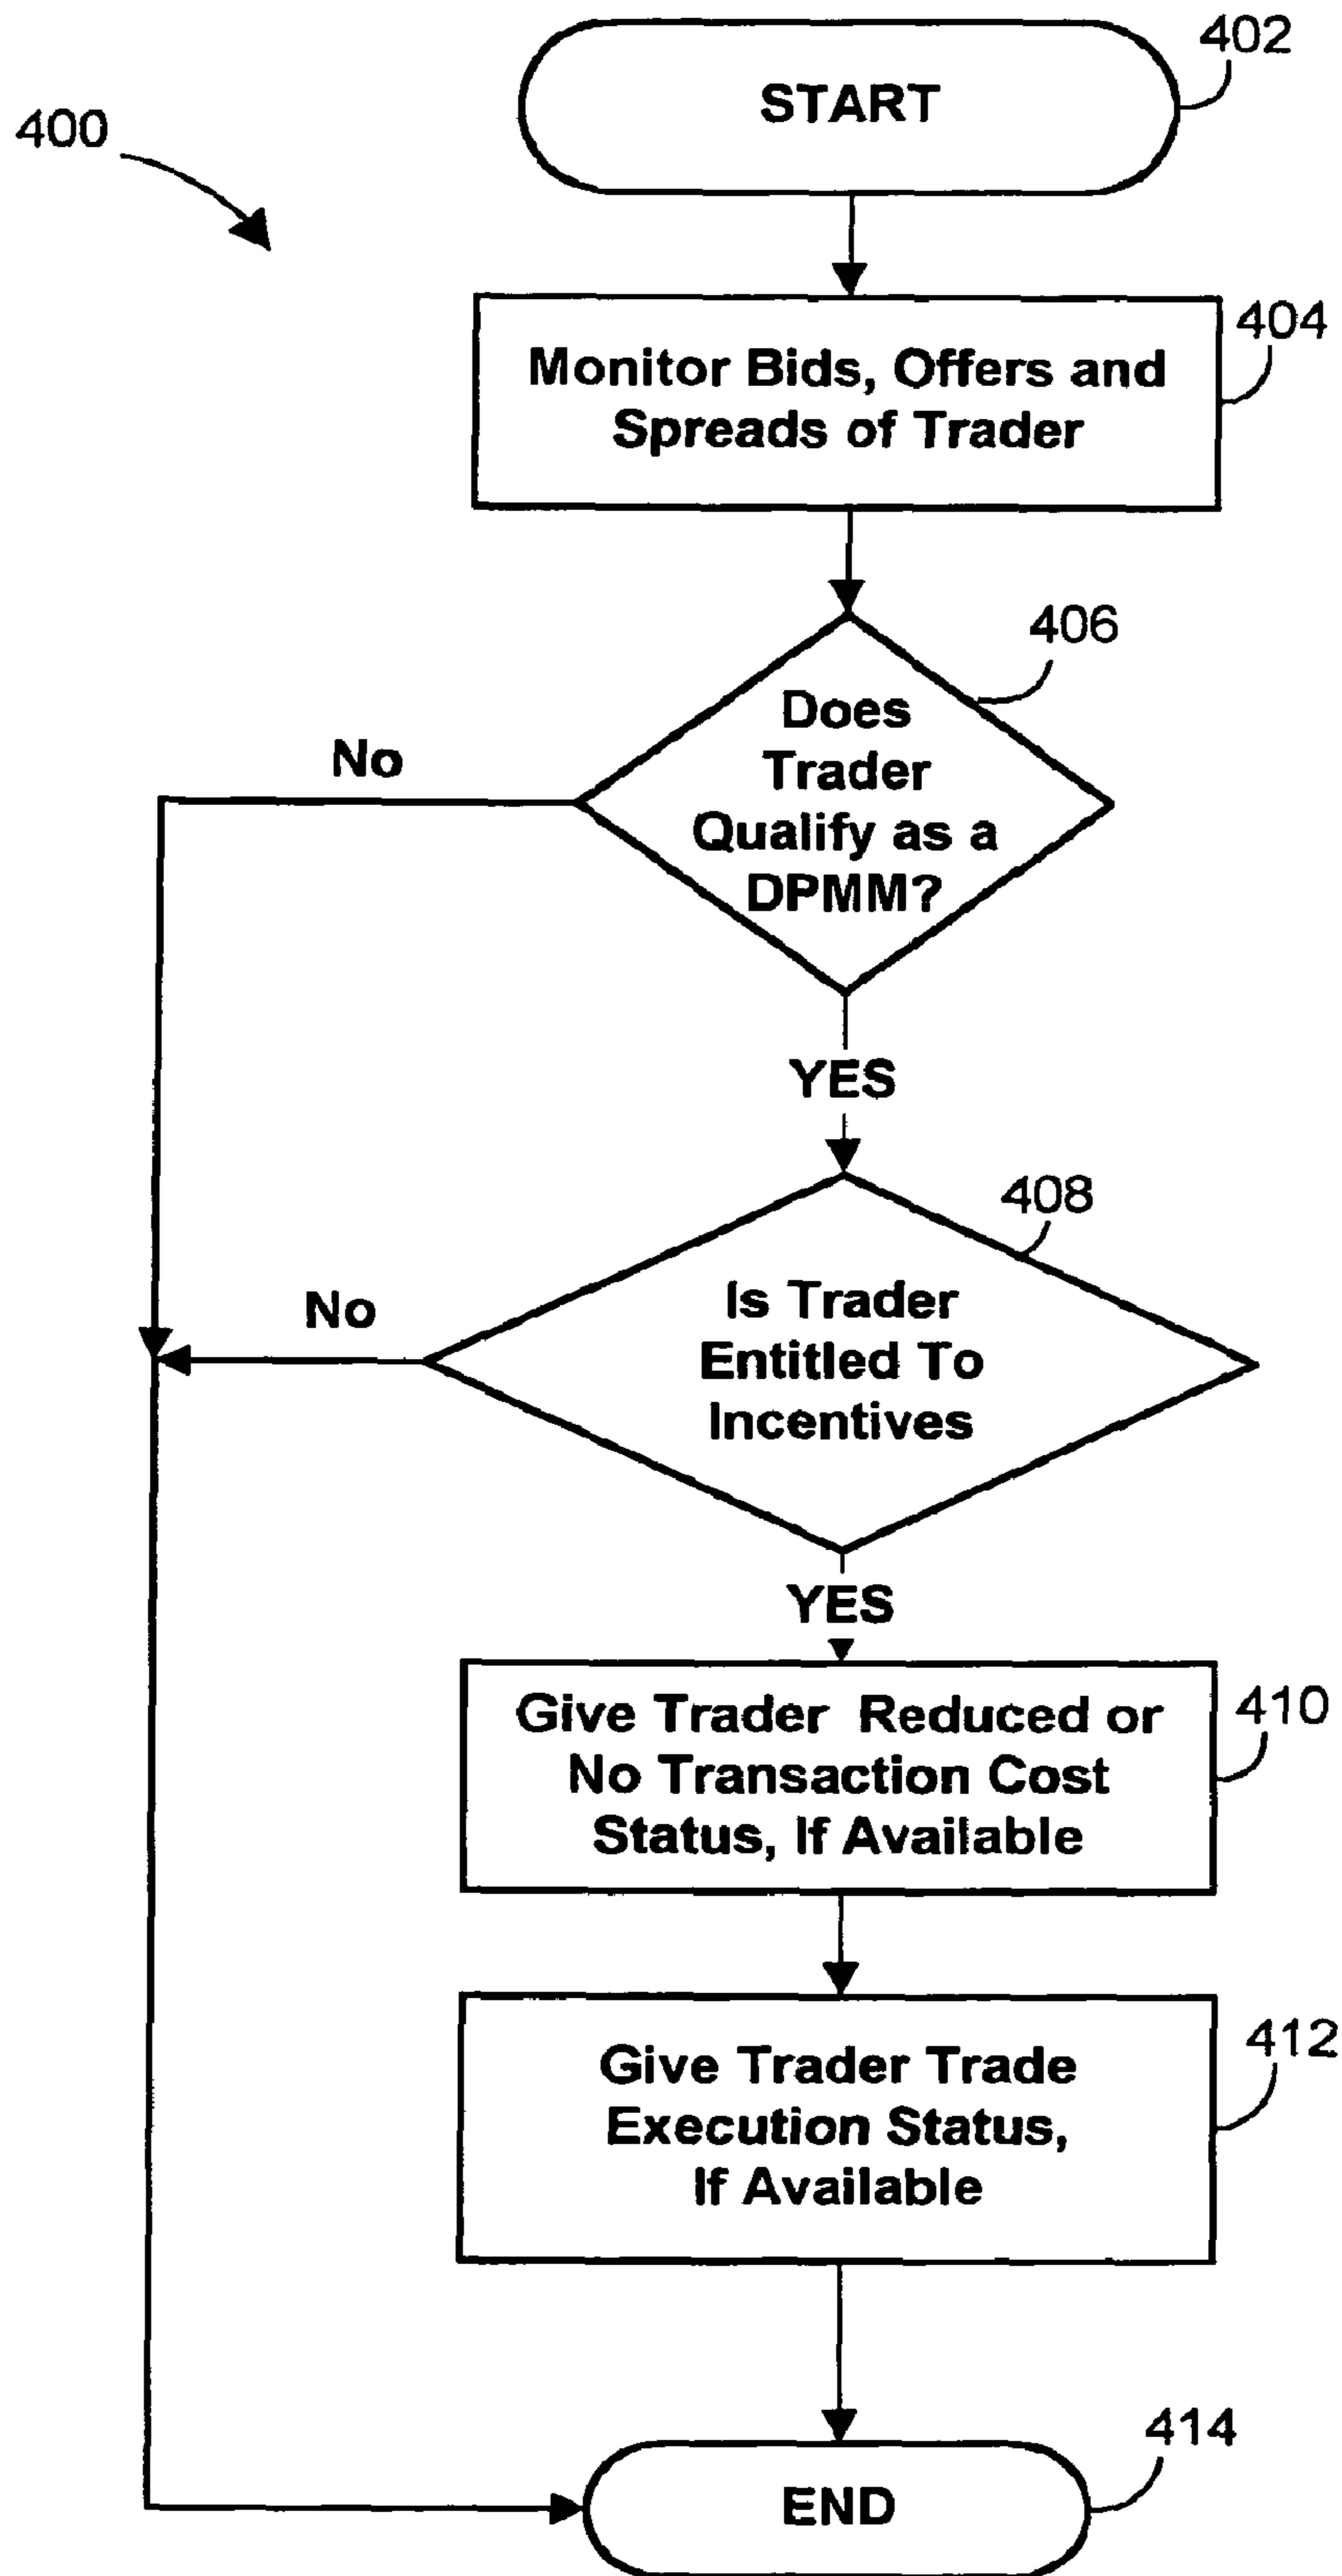 402
START
400
404
Monitor Bids, Offers and
Spreads of Trader
406
Does
Trader
Qualify as a
DPMM?
No
YES
408
Is Trader
Entitled To
Incentives
No
YES
410
Give Trader Reduced or
No Transaction Cost
Status, If Available
412
Give Trader Trade
Execution Status,
If Available
414
END